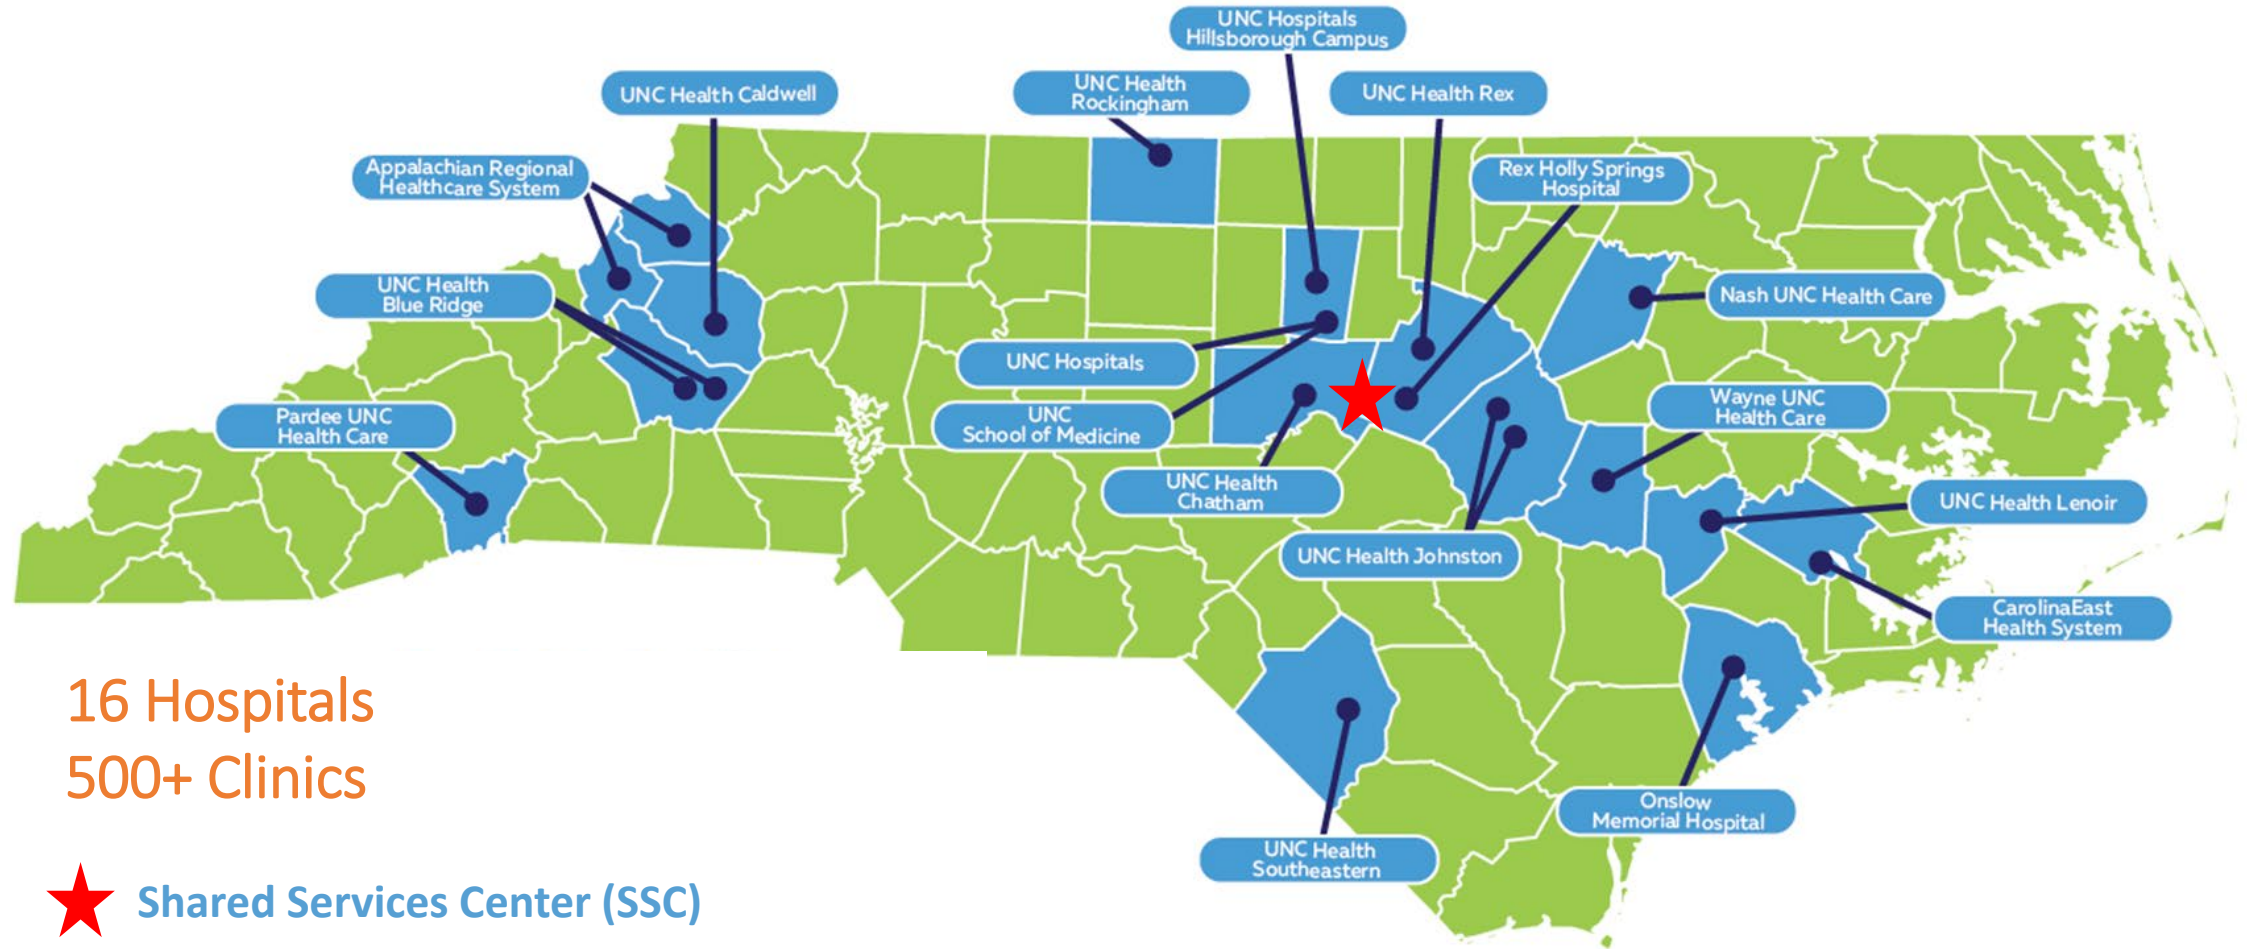 UNC Hospitals
Hillsborough Campus
UNC Health Caldwell
UNC Health
Rockingham
UNC Health Rex
Appalachian Regional
Healthcare System
Rex Holly Springs
Hospital
UNC Health
Blue Ridge
Nash UNC Health Care
UNC Hospitals
Pardee UNC
Health Care
UNC
School of Medicine
Wayne UNC
Health Care
UNC Health
Chatham
UNC Health Lenoir
UNC Health Johnston
CarolinaEast
Health System
16 Hospitals
500+ Clinics
Onslow
Memorial Hospital
UNC Health
Southeastern
Shared Services Center (SSC)